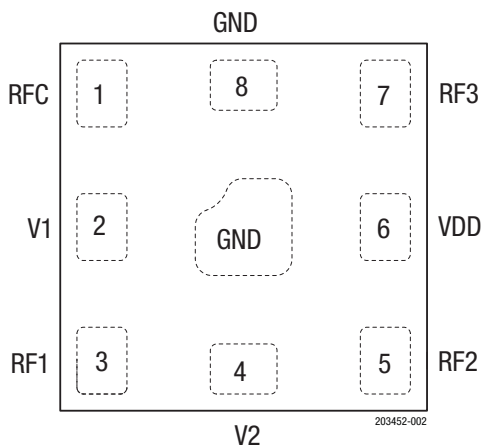 GND
RFC 1 8 7 RF3
V1 2 GND 6 VDD
RF1 3 4 5 RF2
203452-002
V2